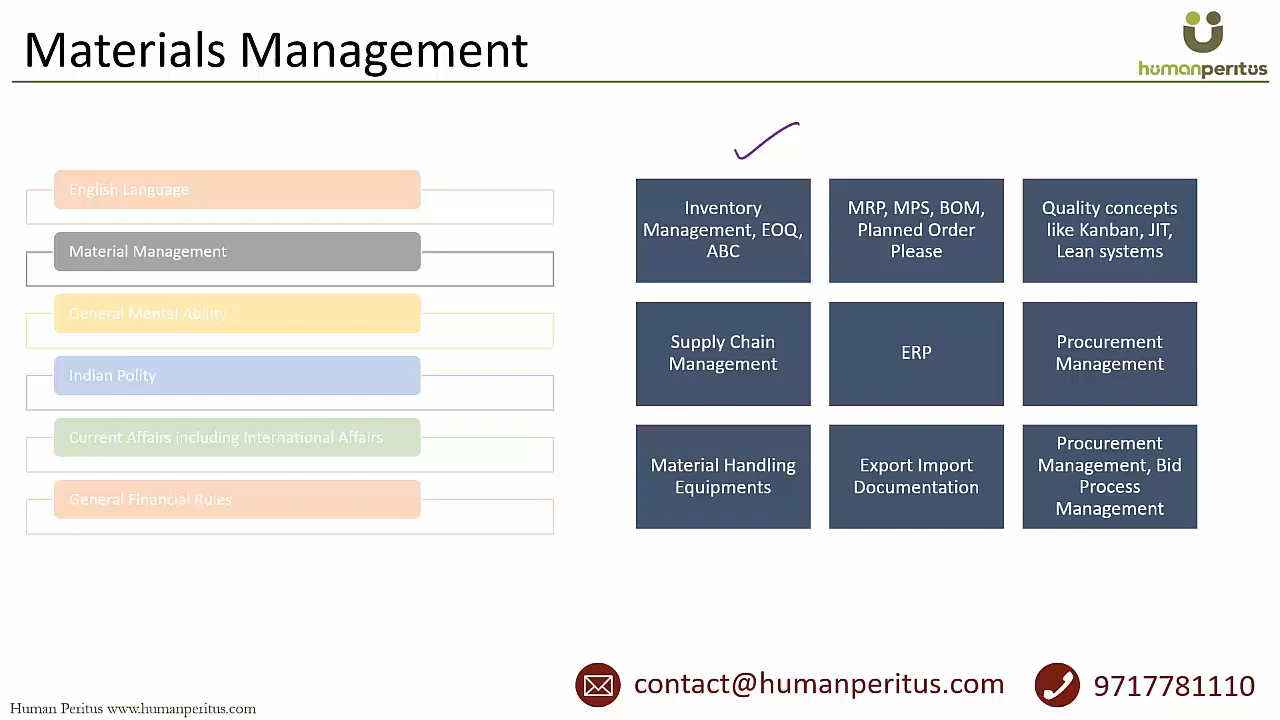 Materials Management
humanperitus
English Language
Material Management
General Mental Ability
Indian Polity
Current Affairs including International Affairs
General Financial Rules
Inventory
Management, EOQ,
ABC
MRP, MPS, BOM,
Planned Order
Please
Quality concepts
like Kanban, JIT,
Lean systems
Supply Chain
Management
ERP
Procurement
Management
Material Handling
Equipments
Export Import
Documentation
Procurement
Management, Bid
Process
Management
contact@humanperitus.com
9717781110
Human Peritus www.humanperitus.com